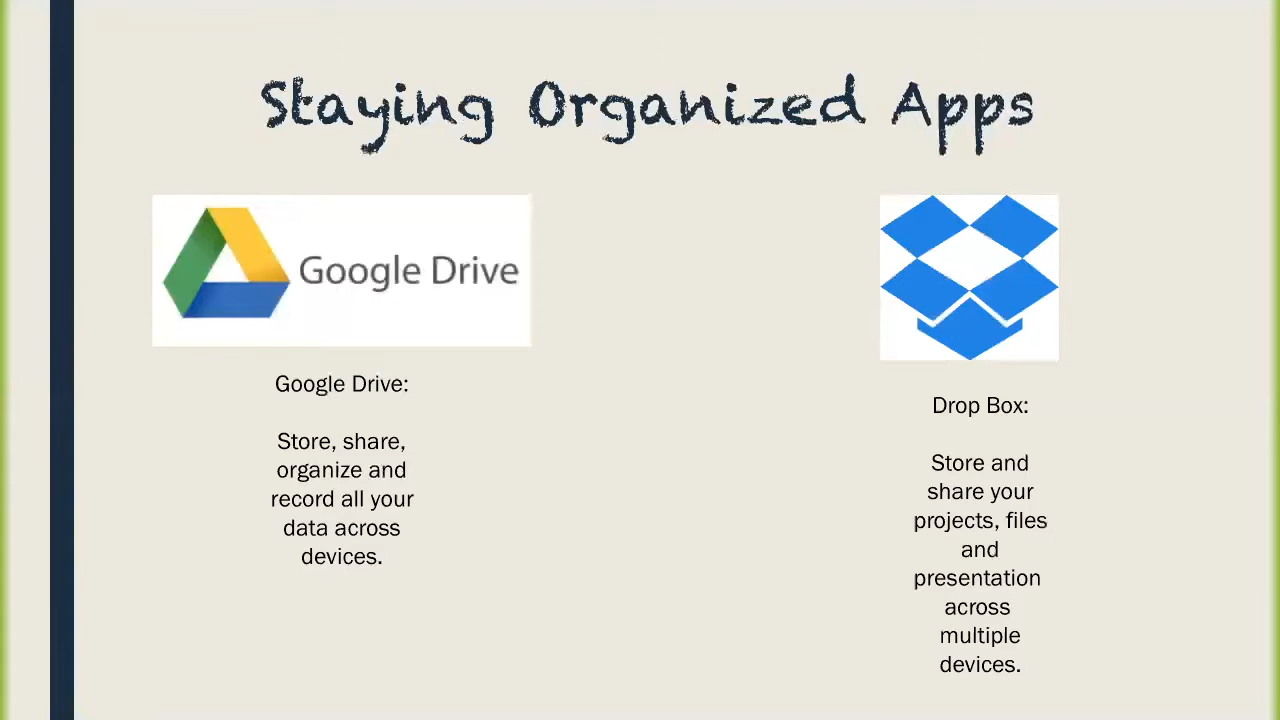 Staying Organized Apps
Google Drive
Google Drive:
Store, share,
organize and
record all your
data across
devices.
Drop Box:
Store and
share your
projects, files
and
presentation
across
multiple
devices.